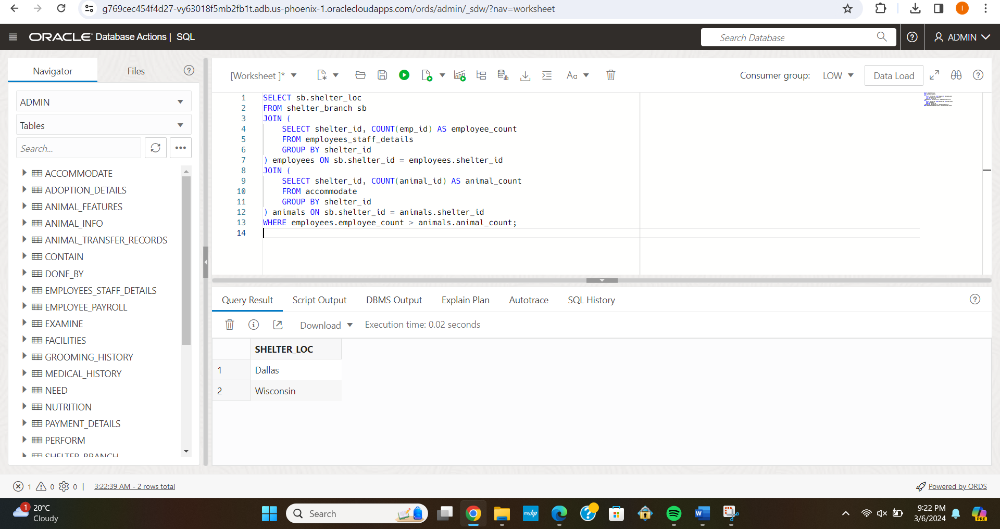 g769cec454f4d27-vy63018f5mb2fb1t.adb.us-phoenix-1.oraclecloudapps.com/ords/admin/_sdw/?nav=worksheet
I
ORACLE Database Actions | SQL
Search Database
ADMIN
Navigator
Files
ADMIN
Tables
Search...
ACCOMMODATE
ADOPTION_DETAILS
ANIMAL_FEATURES
ANIMAL_INFO
ANIMAL_TRANSFER_RECORDS
CONTAIN
DONE_BY
EMPLOYEES_STAFF_DETAILS
EMPLOYEE_PAYROLL
EXAMINE
FACILITIES
GROOMING_HISTORY
MEDICAL_HISTORY
NEED
NUTRITION
PAYMENT_DETAILS
PERFORM
SHELTER_BRANCH
[Worksheet ]*
Aa
Consumer group: LOW
Data Load
1 SELECT sb.shelter_loc
2 FROM shelter_branch sb
3 JOIN (
4 SELECT shelter_id, COUNT(emp_id) AS employee_count
5 FROM employees_staff_details
6 GROUP BY shelter_id
7 ) employees ON sb.shelter_id = employees.shelter_id
8 JOIN (
9 SELECT shelter_id, COUNT(animal_id) AS animal_count
10 FROM accommodate
11 GROUP BY shelter_id
12 ) animals ON sb.shelter_id = animals.shelter_id
13 WHERE employees.employee_count > animals.animal_count;
14
Query Result
Script Output
DBMS Output
Explain Plan
Autotrace
SQL History
Download
Execution time: 0.02 seconds
SHELTER_LOC
1 Dallas
2 Wisconsin
1 0 0 | 3:22:39 AM - 2 rows total
Powered by ORDS
1
20°C
Cloudy
Search
myhp
W
9:22 PM
3/6/2024
PRE